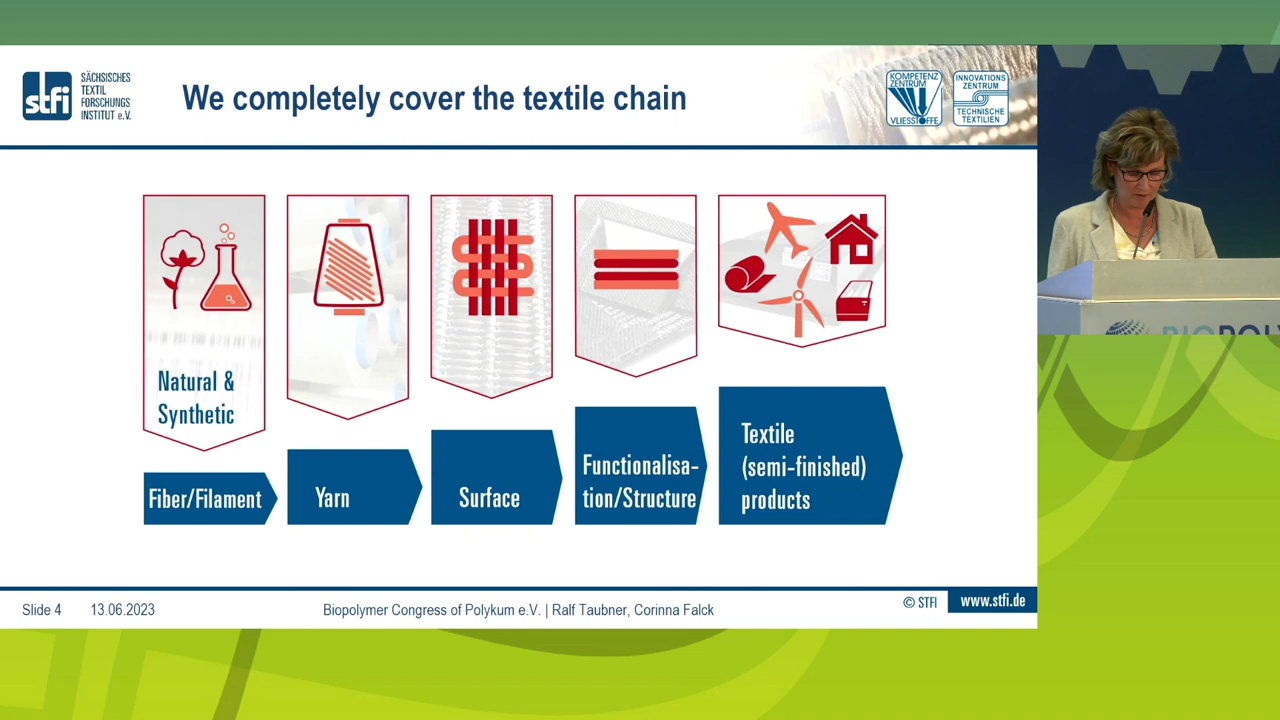 stfi
SÄCHSISCHES
TEXTIL
FORSCHUNGS
INSTITUT e.V.
We completely cover the textile chain
KOMPETENZ
ZENTRUM
VLIESSTOFFE
INNOVATIONS
ZENTRUM
TECHNISCHE
TEXTILIEN
Natural &
Synthetic
Fiber/Filament
Yarn
Surface
Functionalisa-
tion/Structure
Textile
(semi-finished)
products
BIOPOLY
Slide 4
13.06.2023
Biopolymer Congress of Polykum e.V. | Ralf Taubner, Corinna Falck
© STFI
www.stfi.de